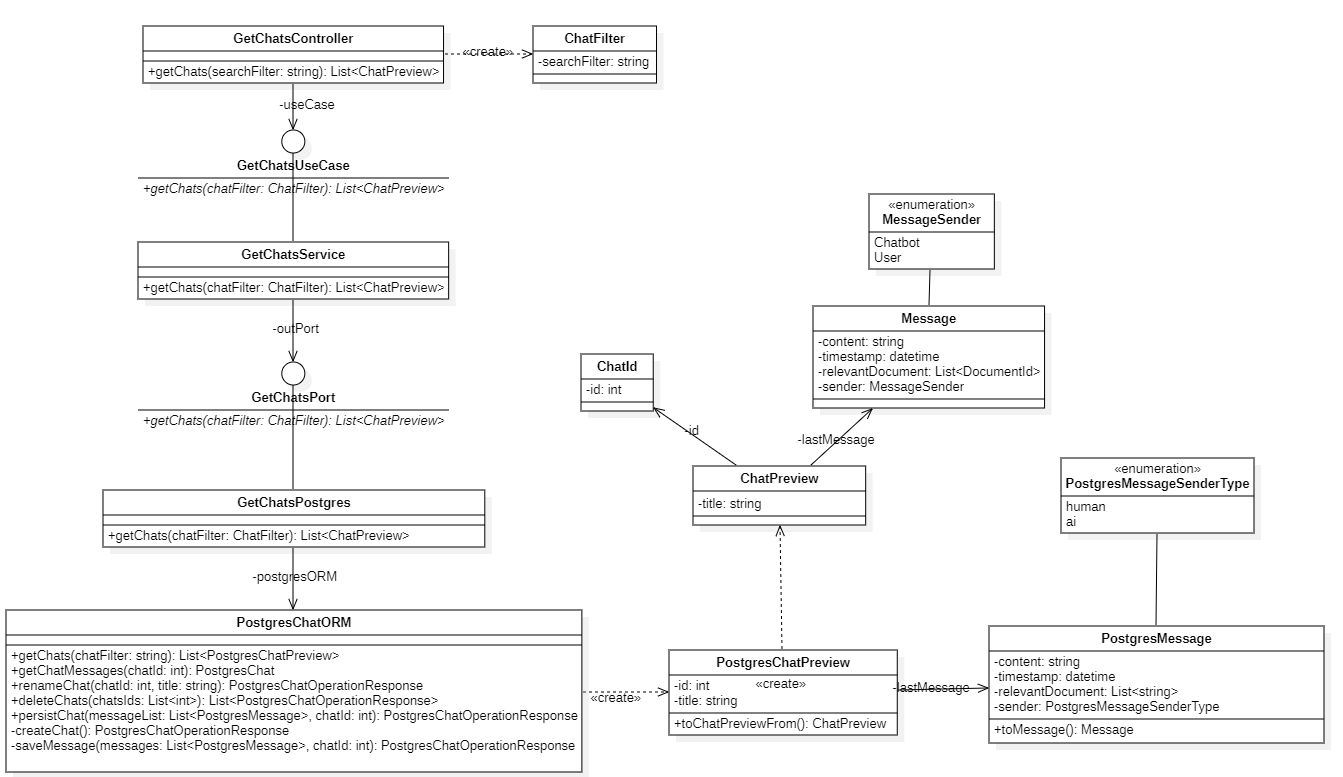 GetChatsController
+getChats(searchFilter: string): List<ChatPreview>
«create»
ChatFilter
-searchFilter: string
-useCase
GetChatsUseCase
+getChats(chatFilter: ChatFilter): List<ChatPreview>
GetChatsService
+getChats(chatFilter: ChatFilter): List<ChatPreview>
-outPort
GetChatsPort
+getChats(chatFilter: ChatFilter): List<ChatPreview>
GetChatsPostgres
+getChats(chatFilter: ChatFilter): List<ChatPreview>
-postgresORM
PostgresChatORM
+getChats(chatFilter: string): List<PostgresChatPreview>
+getChatMessages(chatId: int): PostgresChat
+renameChat(chatId: int, title: string): PostgresChatOperationResponse
+deleteChats(chatsIds: List<int>): List<PostgresChatOperationResponse>
+persistChat(messageList: List<PostgresMessage>, chatId: int): PostgresChatOperationResponse
-createChat(): PostgresChatOperationResponse
-saveMessage(messages: List<PostgresMessage>, chatId: int): PostgresChatOperationResponse
«create»
«enumeration»
MessageSender
Chatbot
User
Message
-content: string
-timestamp: datetime
-relevantDocument: List<DocumentId>
-sender: MessageSender
ChatId
-id: int
-id
-lastMessage
ChatPreview
-title: string
PostgresChatPreview
-id: int
«create»
-title: string
+toChatPreviewFrom(): ChatPreview
-lastMessage
«enumeration»
PostgresMessageSenderType
human
ai
PostgresMessage
-content: string
-timestamp: datetime
-relevantDocument: List<string>
-sender: PostgresMessageSenderType
+toMessage(): Message